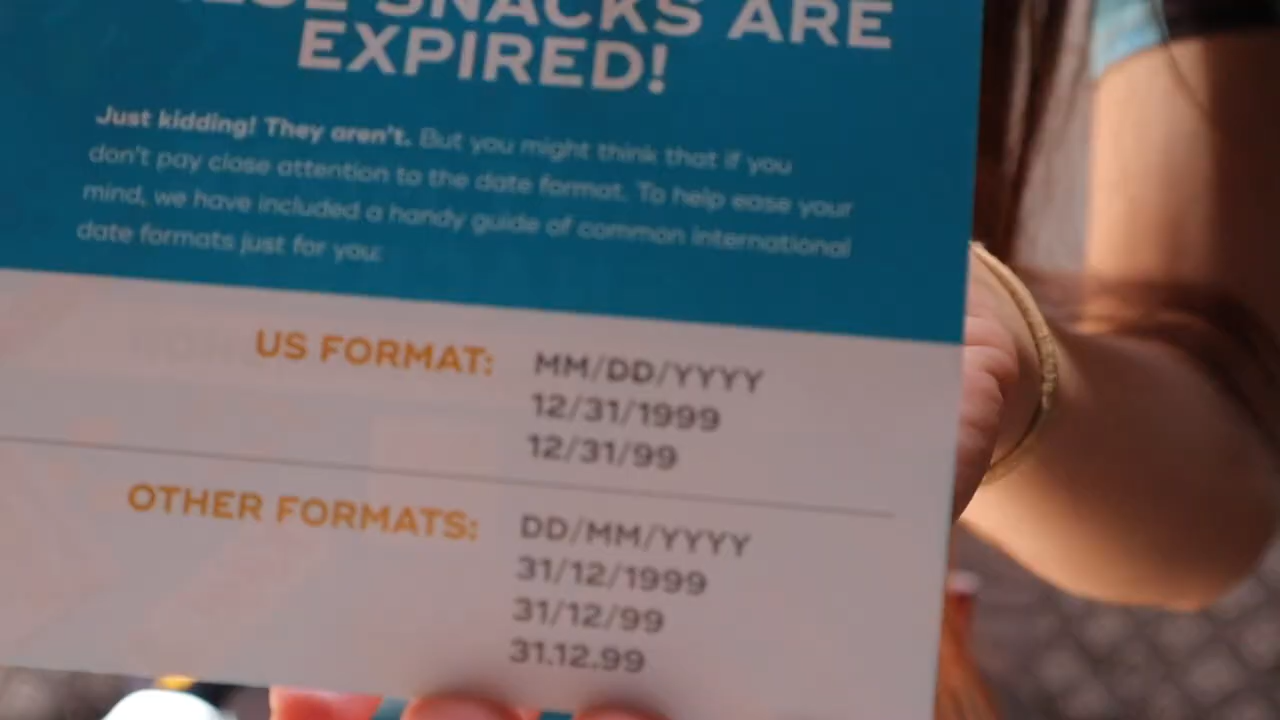 SNACKS ARE
EXPIRED!
Just kidding! They aren't. But you might think that if you
don't pay close attention to the date format. To help ease your
mind, we have included a handy guide of common international
date formats just for you:
US FORMAT: MM/DD/YYYY
12/31/1999
12/31/99
OTHER FORMATS: DD/MM/YYYY
31/12/1999
31/12/99
31.12.99